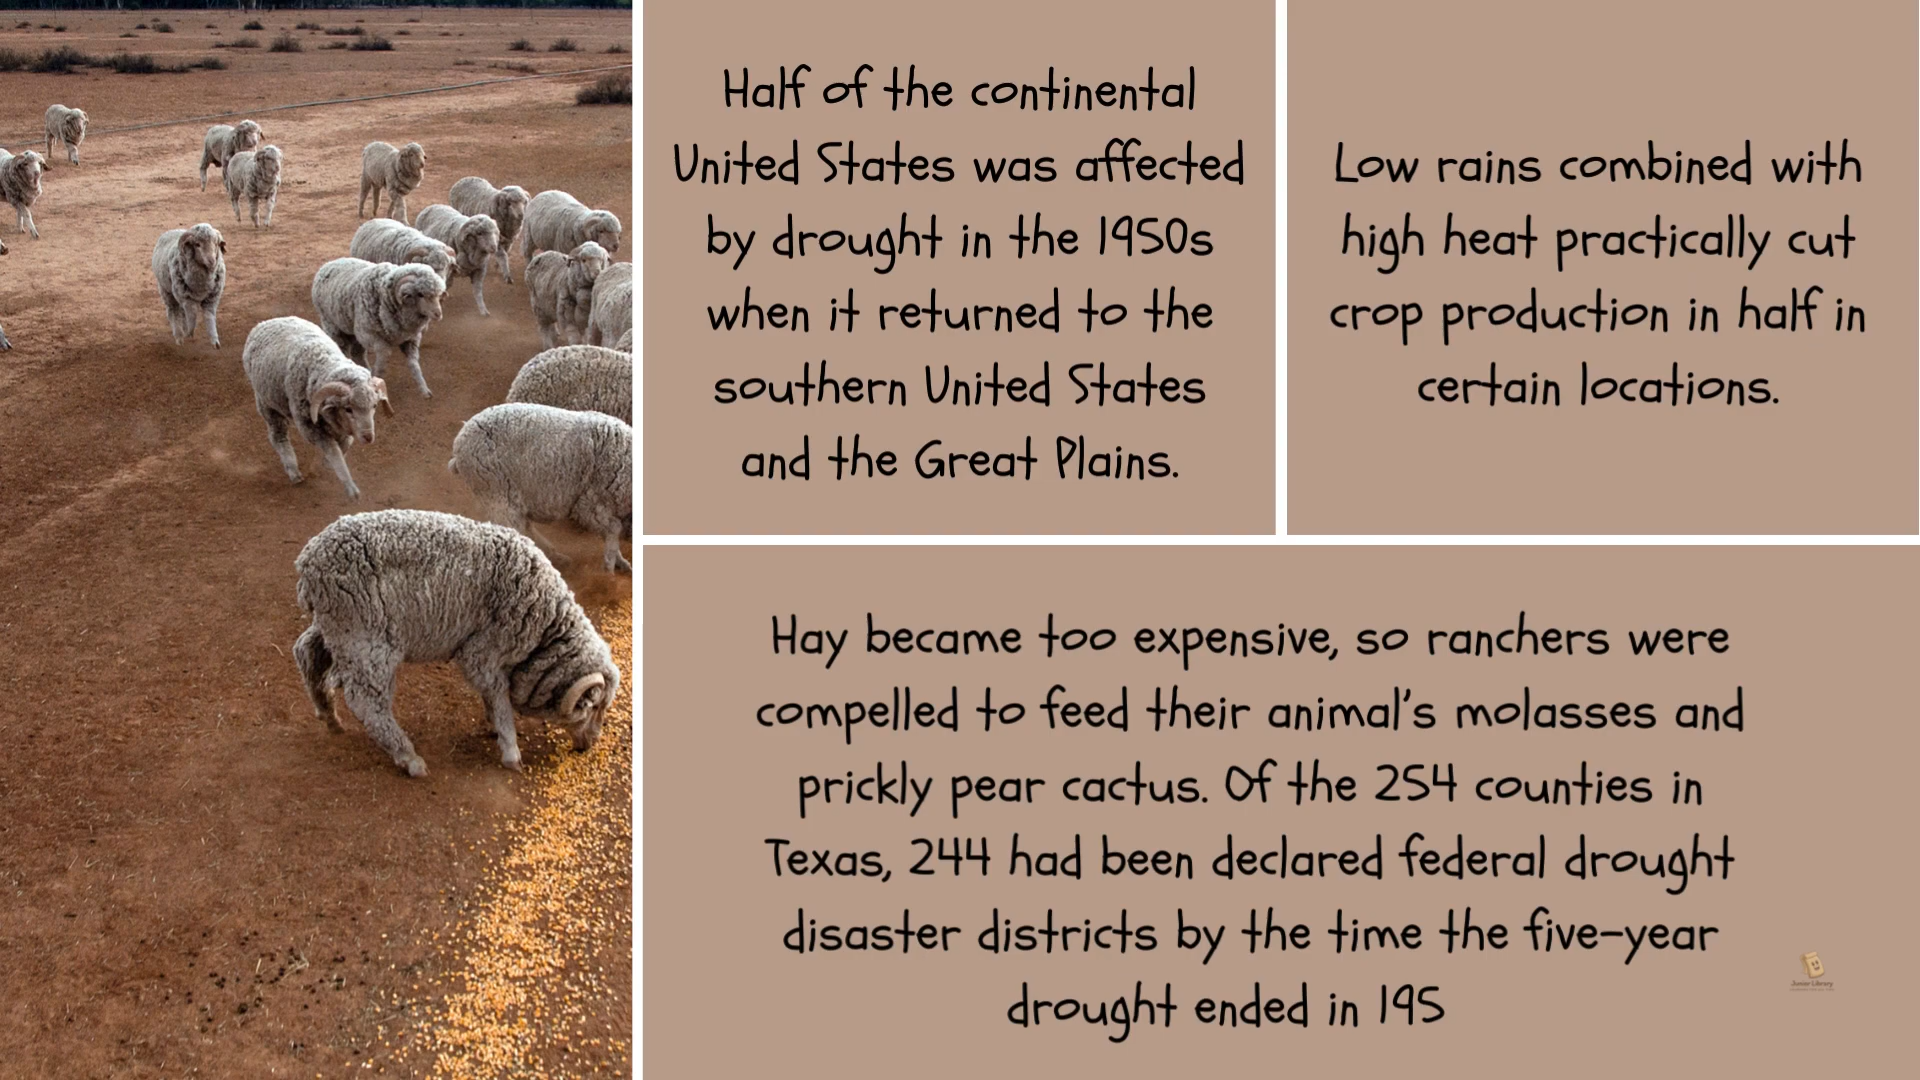 Half of the continental
United States was affected
by drought in the 1950s
when it returned to the
southern United States
and the Great Plains.
Low rains combined with
high heat practically cut
crop production in half in
certain locations.
Hay became too expensive, so ranchers were
compelled to feed their animal's molasses and
prickly pear cactus. Of the 254 counties in
Texas, 244 had been declared federal drought
disaster districts by the time the five-year
drought ended in 195
Junior Library